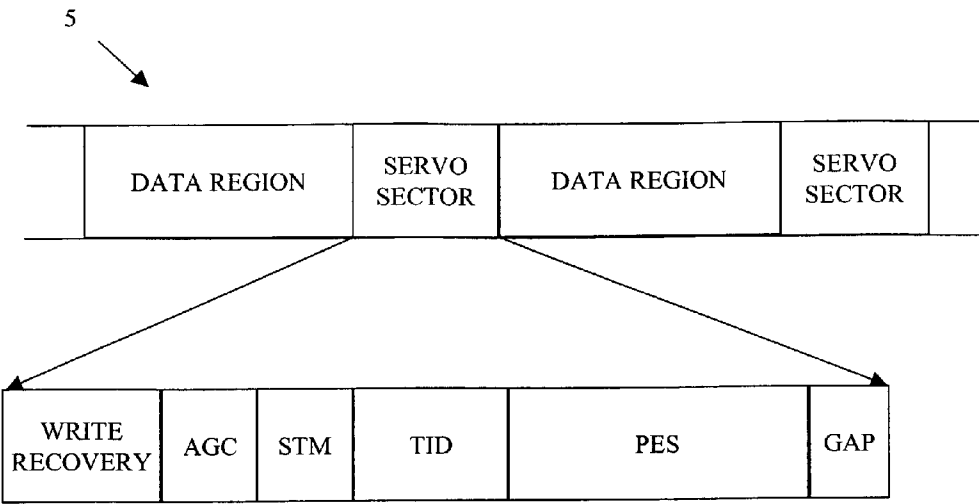 5
DATA REGION
SERVO
SECTOR
DATA REGION
SERVO
SECTOR
WRITE
RECOVERY
AGC
STM
TID
PES
GAP